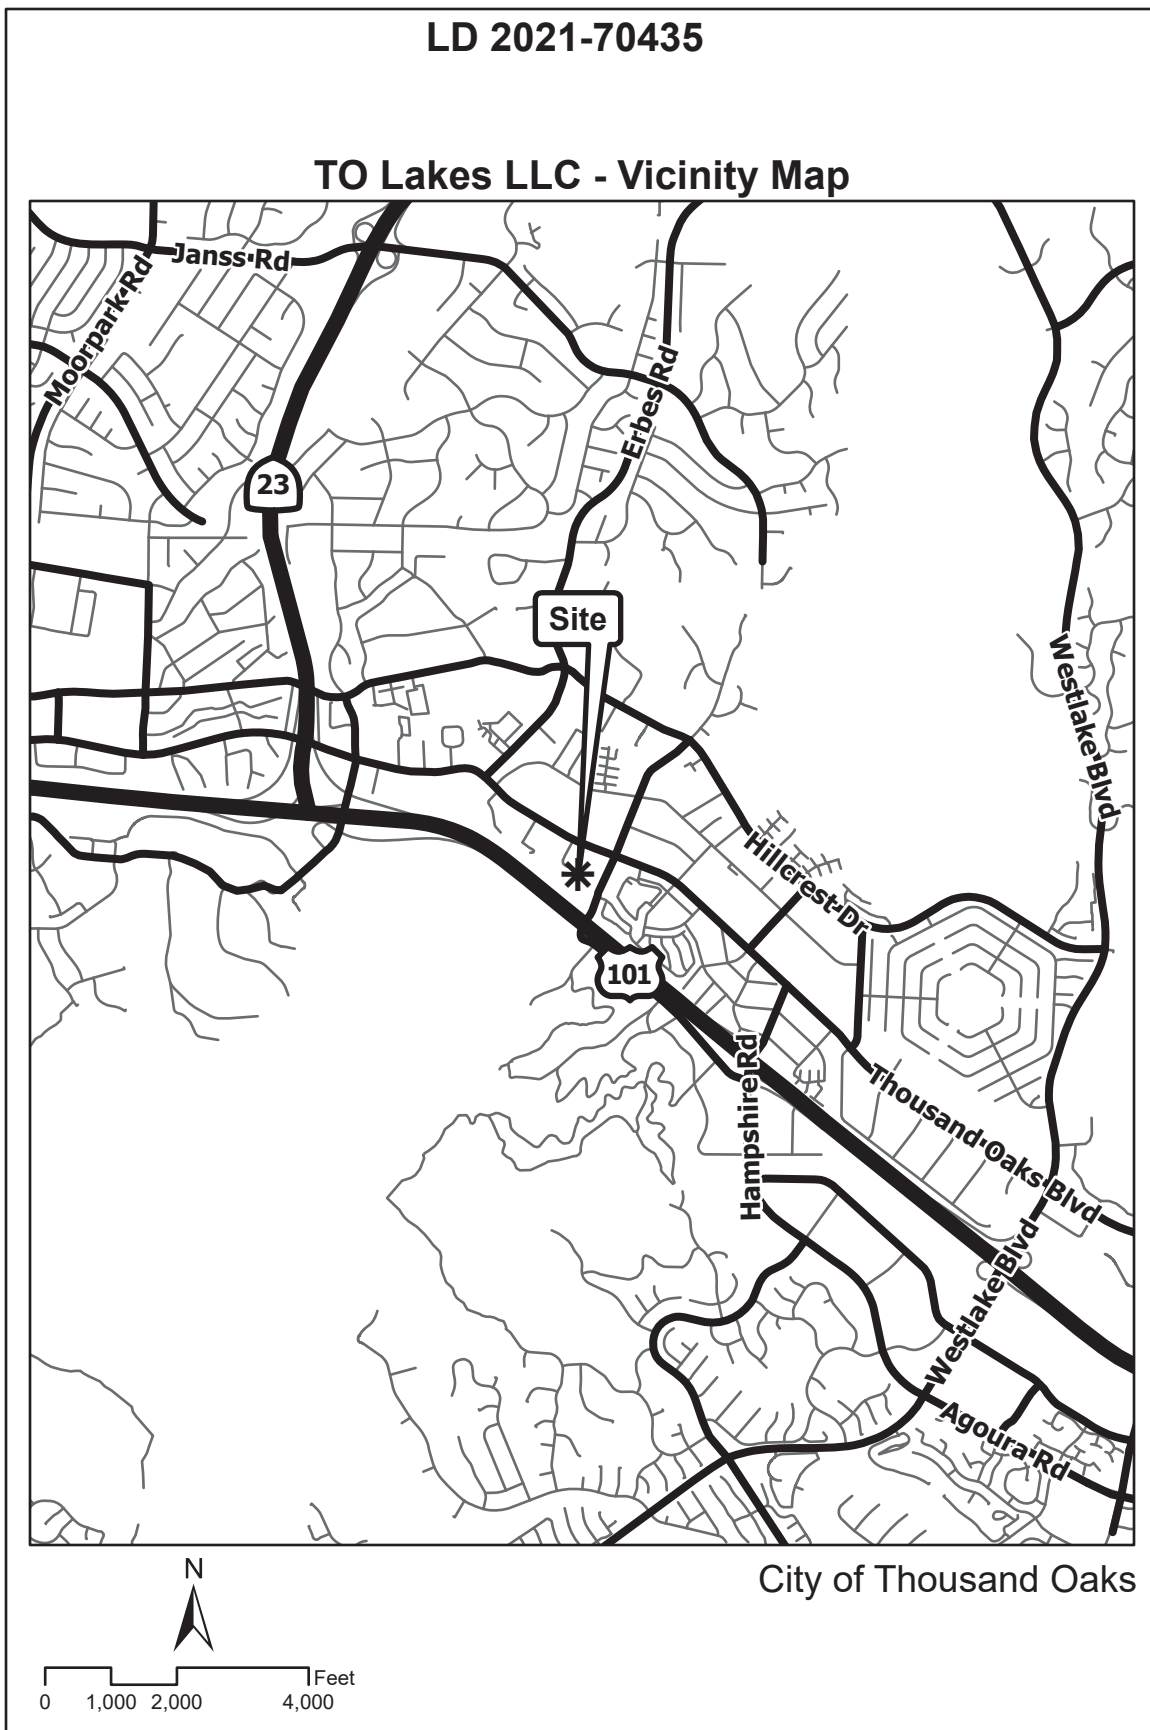 LD 2021-70435
TO Lakes LLC - Vicinity Map
Janss Rd
Moorpark Rd
Erbes Rd
23
Site
Westlake Blvd
Hillcrest Dr
101
Hampshire Rd
Thousand Oaks Blvd
Westlake Blvd
Agoura Rd
City of Thousand Oaks
N
Feet
0 1,000 2,000 4,000